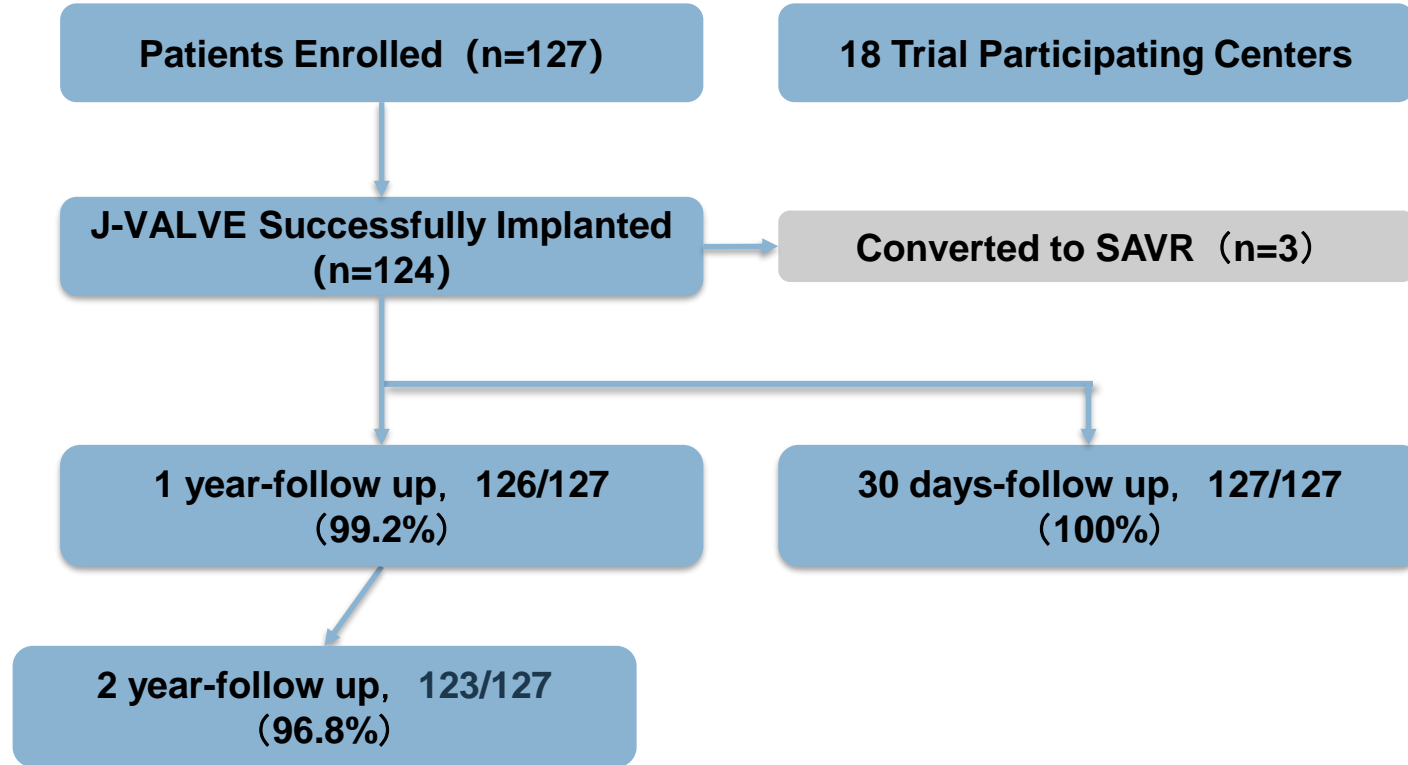 Patients Enrolled（n=127)
18 Trial Participating Centers
J-VALVE Successfully Implanted
(n=124)
Converted to SAVR（n=3）
1 year-follow up， 126/127
（99.2%）
30 days-follow up， 127/127
（100%）
2 year-follow up， 123/127
（96.8%）